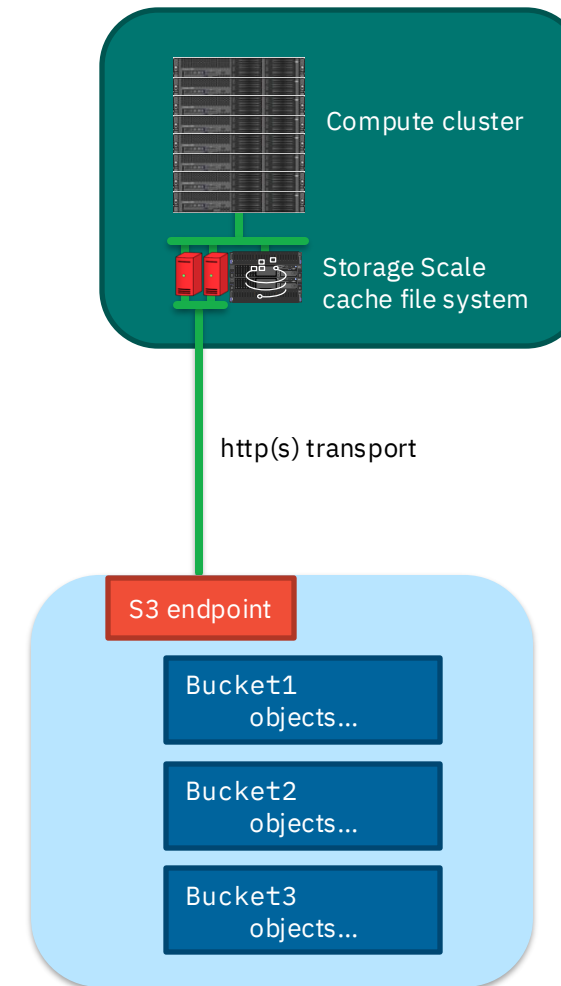 Compute cluster
Storage Scale
cache file system
http(s) transport
S3 endpoint
Bucket1
objects…
Bucket2
objects…
Bucket3
objects…